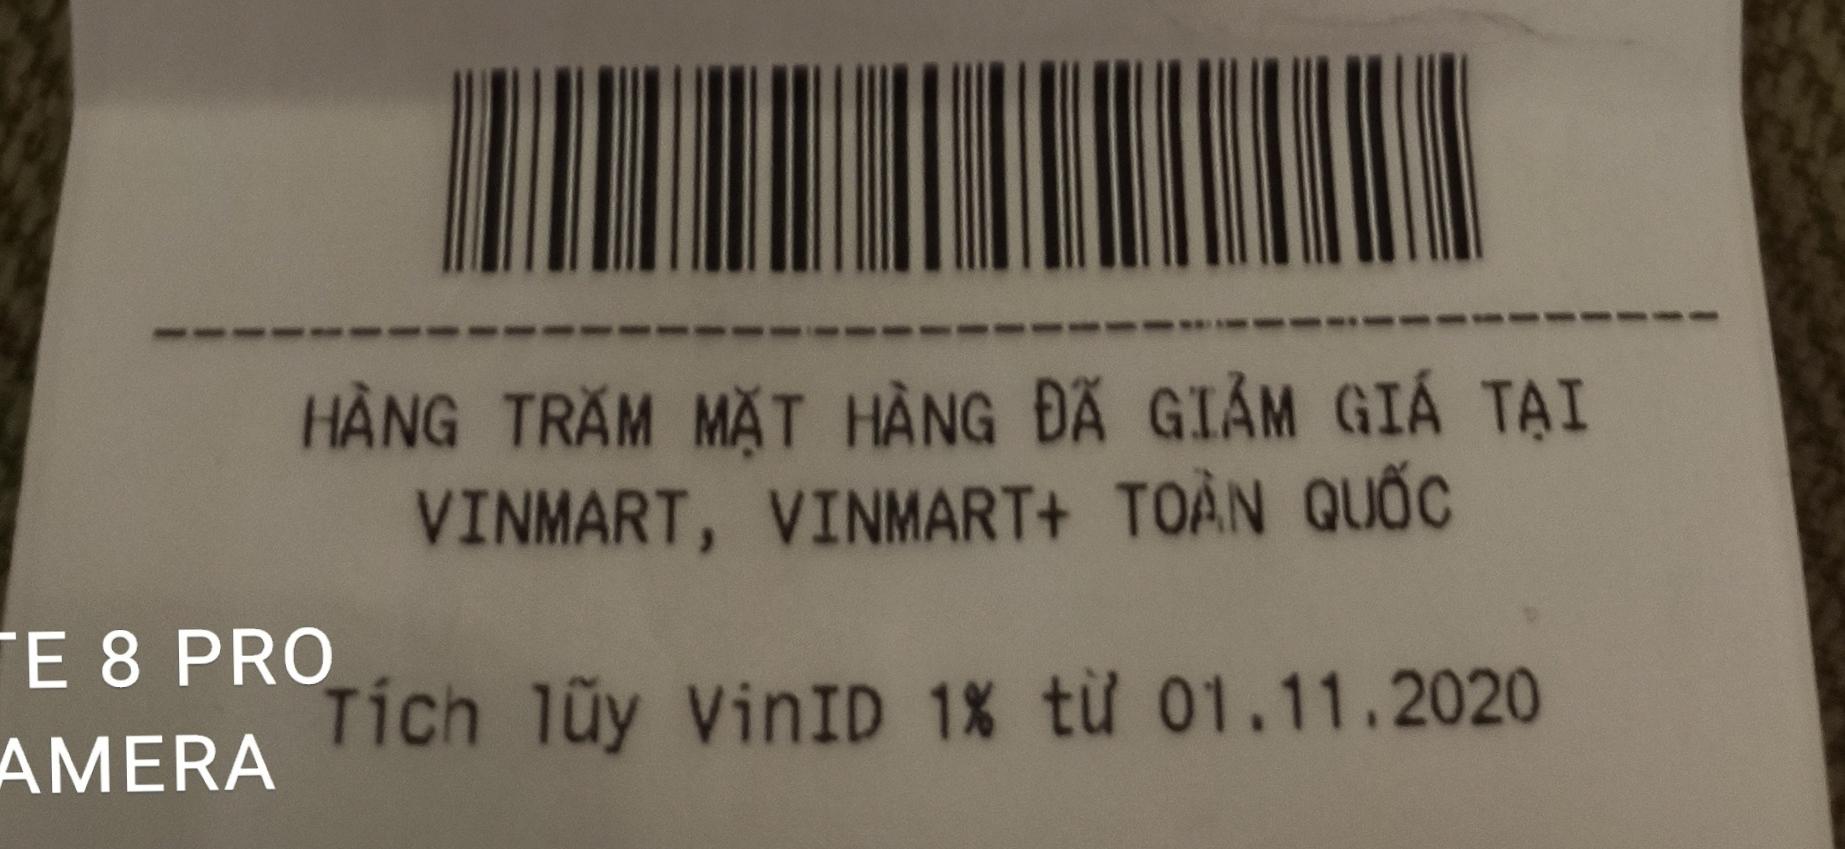 HÀNG TRĂM MẶT HÀNG ĐÃ GIẢM GIÁ TẠI
VINMART, VINMART+ TOÀN QUỐC
TE 8 PRO
AMERA
Tích lũy VinID 1% từ 01.11.2020